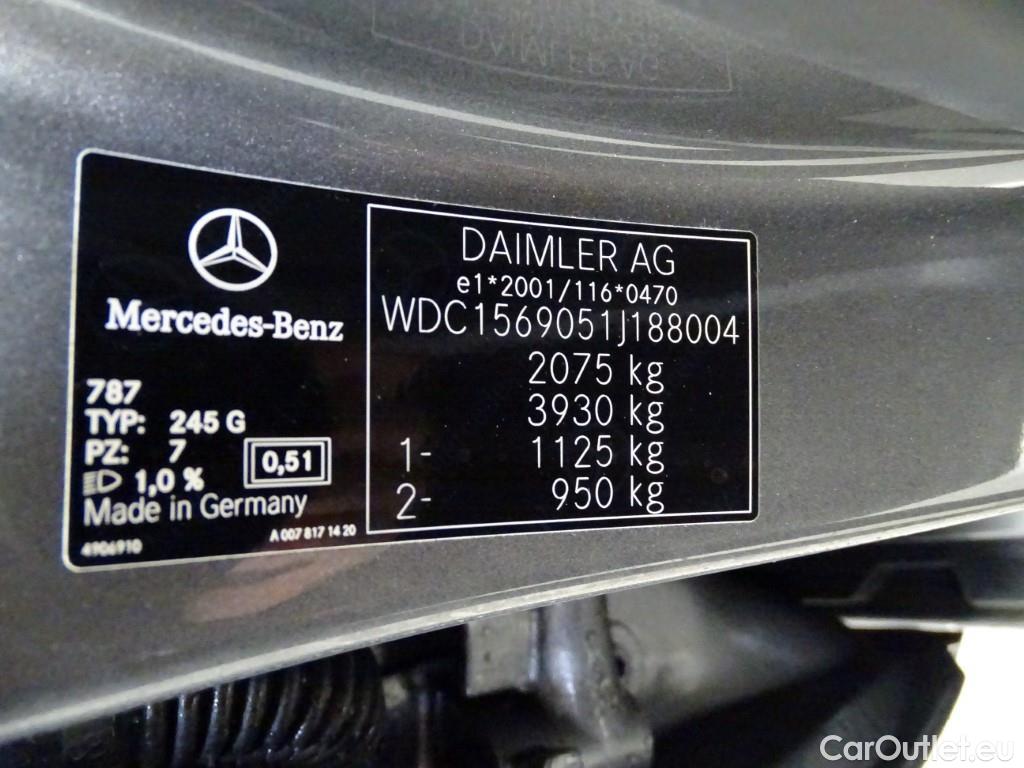 DAIMLER AG
Mercedes-Benz
787
TYP: 245 G
PZ: 7
1,0 %
0,51
Made in Germany
4906910
A 007 817 14 20
DAIMLER AG
e1*2001/116*0470
WDC1569051J188004
2075 kg
3930 kg
1- 1125 kg
2- 950 kg
CarOutlet.eu